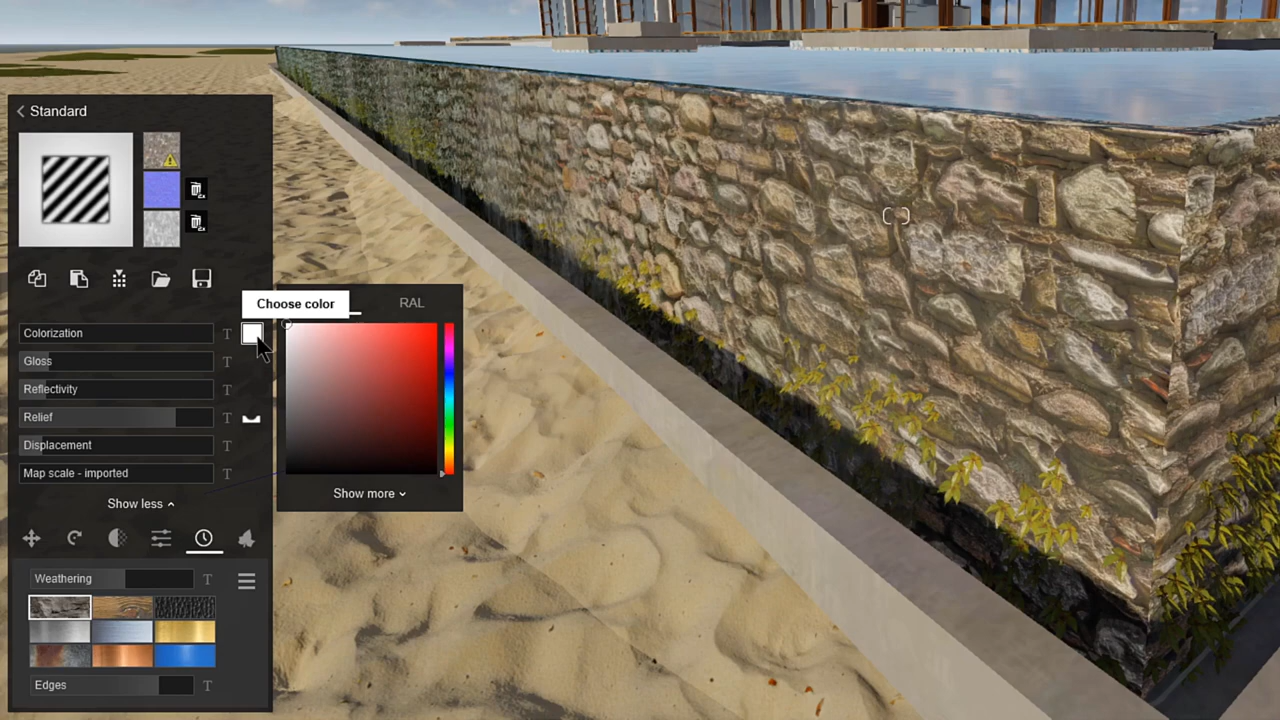 Standard
Choose color
RAL
Colorization T
Gloss T
Reflectivity T
Relief T
Displacement T
Map scale - imported T
Show less
Show more
Weathering T
Edges T